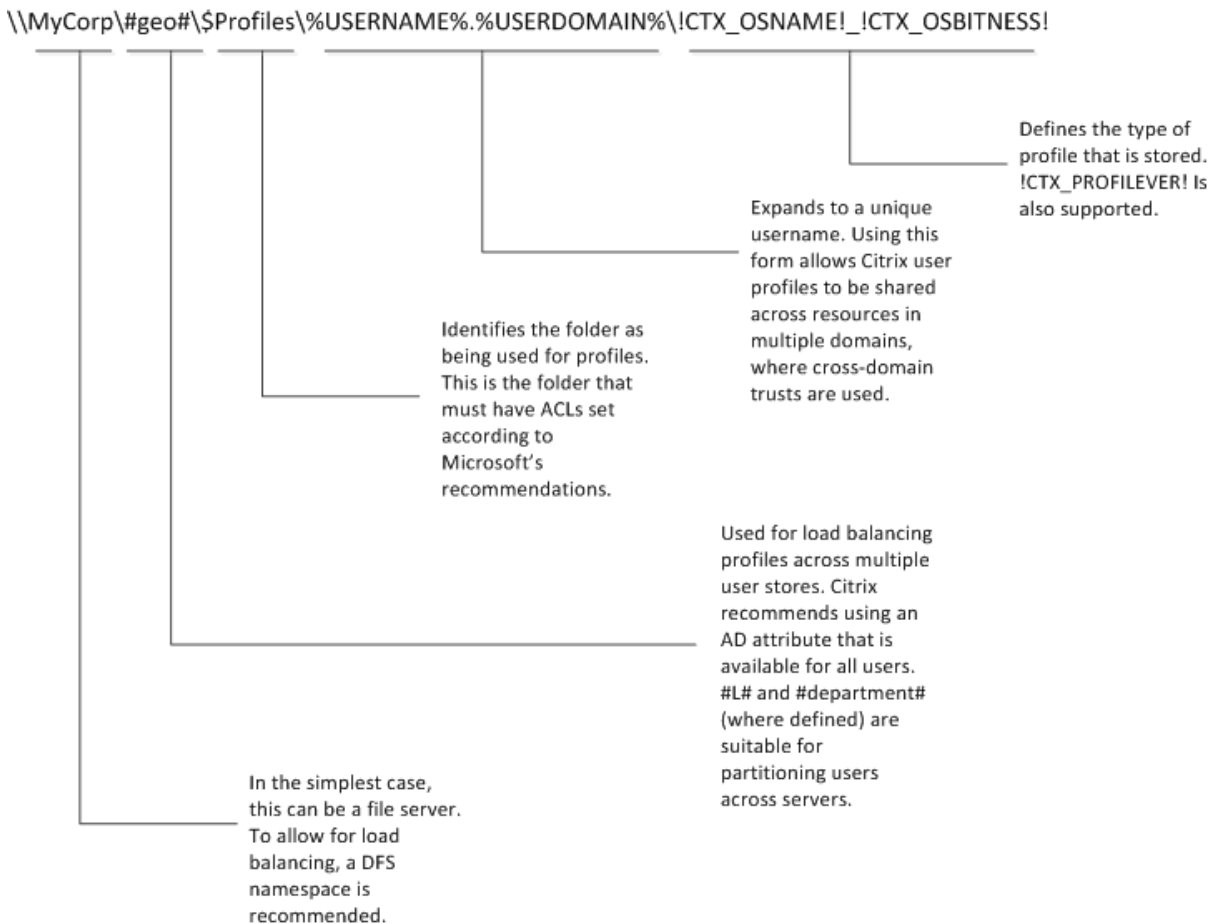 \\MyCorp\#geo#\$Profiles\%USERNAME%.%USERDOMAIN%\!CTX_OSNAME!_!CTX_OSBITNESS!
Defines the type of
profile that is stored.
!CTX_PROFILEVER! Is
also supported.
Expands to a unique
username. Using this
form allows Citrix user
profiles to be shared
across resources in
multiple domains,
where cross-domain
trusts are used.
Identifies the folder as
being used for profiles.
This is the folder that
must have ACLs set
according to
Microsoft's
recommendations.
Used for load balancing
profiles across multiple
user stores. Citrix
recommends using an
AD attribute that is
available for all users.
#L# and #department#
(where defined) are
suitable for
partitioning users
across servers.
In the simplest case,
this can be a file server.
To allow for load
balancing, a DFS
namespace is
recommended.